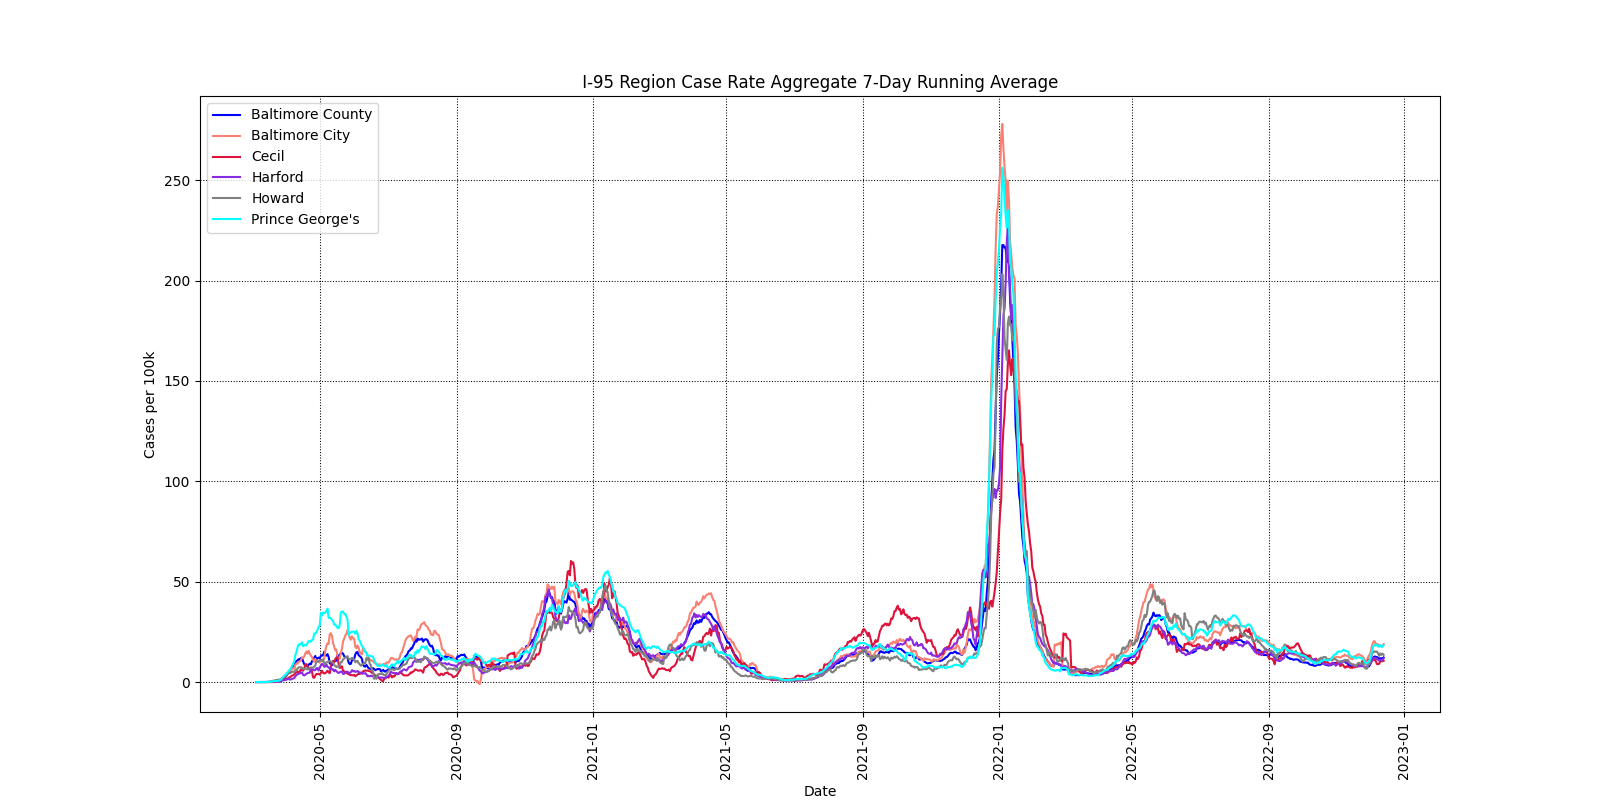 I-95 Region Case Rate Aggregate 7-Day Running Average
Baltimore County
Baltimore City
Cecil
Harford
Howard
Prince George's
Cases per 100k
250
200
150
100
50
0
2020-05
2020-09
2021-01
2021-05
2021-09
2022-01
2022-05
2022-09
2023-01
Date